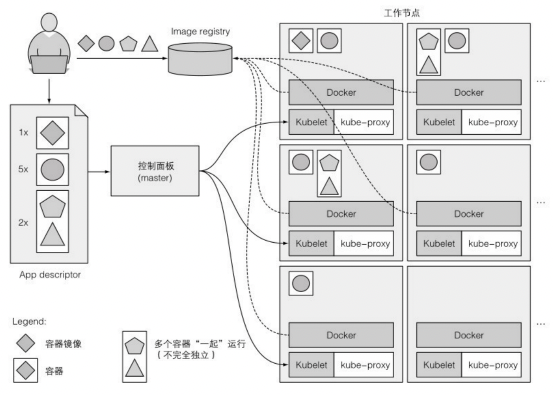 工作节点
Image registry
Docker
Kubelet
kube-proxy
Docker
Kubelet
kube-proxy
...
1x
5x
2x
App descriptor
控制面板
(master)
Docker
Kubelet
kube-proxy
Docker
Kubelet
kube-proxy
...
Docker
Kubelet
kube-proxy
Docker
Kubelet
kube-proxy
...
Legend:
容器镜像
容器
多个容器“一起”运行
(不完全独立)